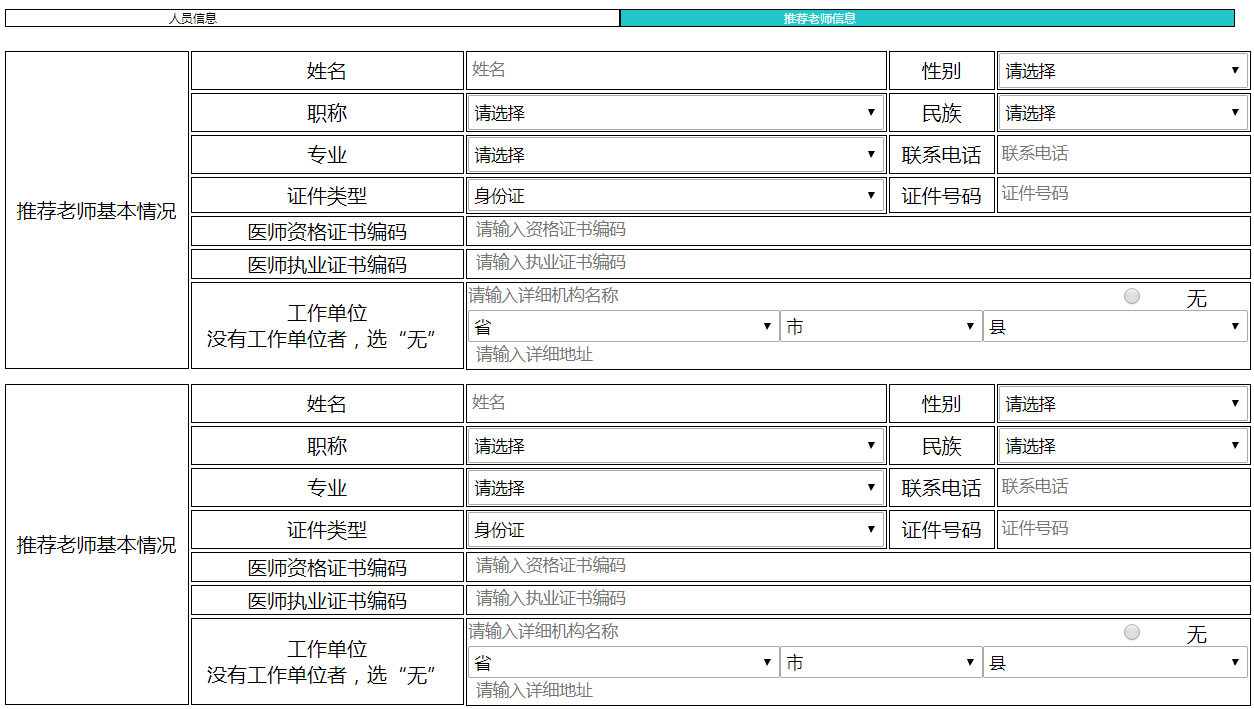 人员信息 推荐老师信息
推荐老师基本情况
姓名 姓名 性别 请选择
职称 请选择 民族 请选择
专业 请选择 联系电话 联系电话
证件类型 身份证 证件号码 证件号码
医师资格证书编码 请输入资格证书编码
医师执业证书编码 请输入执业证书编码
工作单位
没有工作单位者，选“无”
请输入详细机构名称 无
省 市 县
请输入详细地址
推荐老师基本情况
姓名 姓名 性别 请选择
职称 请选择 民族 请选择
专业 请选择 联系电话 联系电话
证件类型 身份证 证件号码 证件号码
医师资格证书编码 请输入资格证书编码
医师执业证书编码 请输入执业证书编码
工作单位
没有工作单位者，选“无”
请输入详细机构名称 无
省 市 县
请输入详细地址